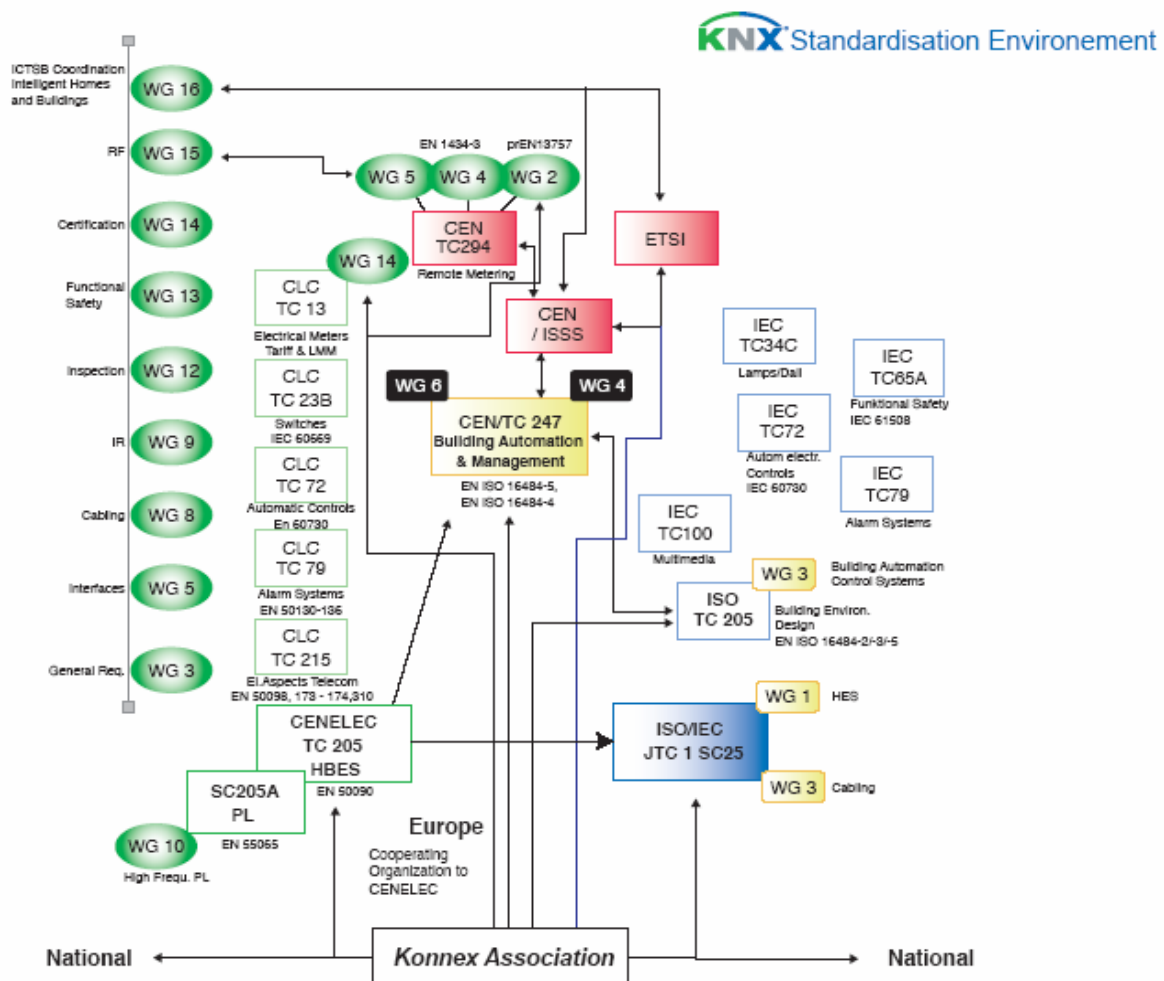 KNX Standardisation Environement
ICTSB Coordination
Intelligent Homes
and Buildings
WG 16
RF
WG 15
EN 1434-3
prEN13757
WG 5
WG 4
WG 2
Certification
WG 14
CEN
TC294
Remote Metering
ETSI
WG 14
Functional
Safety
WG 13
CLC
TC 13
Electrical Meters
Tariff & LMM
CEN
/ ISSS
IEC
TC34C
Lamps/Dali
IEC
TC65A
Funktional Safety
IEC 61508
Inspection
WG 12
CLC
TC 23B
Switches
IEC 60669
WG 6
WG 4
CEN/TC 247
Building Automation
& Management
EN ISO 16484-5,
EN ISO 16484-4
IEC
TC72
Autom electr.
Controls
IEC 60730
IR
WG 9
CLC
TC 72
Automatic Controls
En 60730
IEC
TC79
Alarm Systems
Cabling
WG 8
IEC
TC100
Multimedia
CLC
TC 79
Alarm Systems
EN 50130-136
Interfaces
WG 5
WG 3
Building Automation
Control Systems
ISO
TC 205
Building Environ.
Design
EN ISO 16484-2/-3/-5
General Req.
WG 3
CLC
TC 215
El.Aspects Telecom
EN 50098, 173 - 174,310
CENELEC
TC 205
HBES
EN 50090
WG 1
HES
ISO/IEC
JTC 1 SC25
WG 3
Cabling
SC205A
PL
EN 55065
WG 10
High Frequ. PL
Europe
Cooperating
Organization to
CENELEC
National
Konnex Association
National